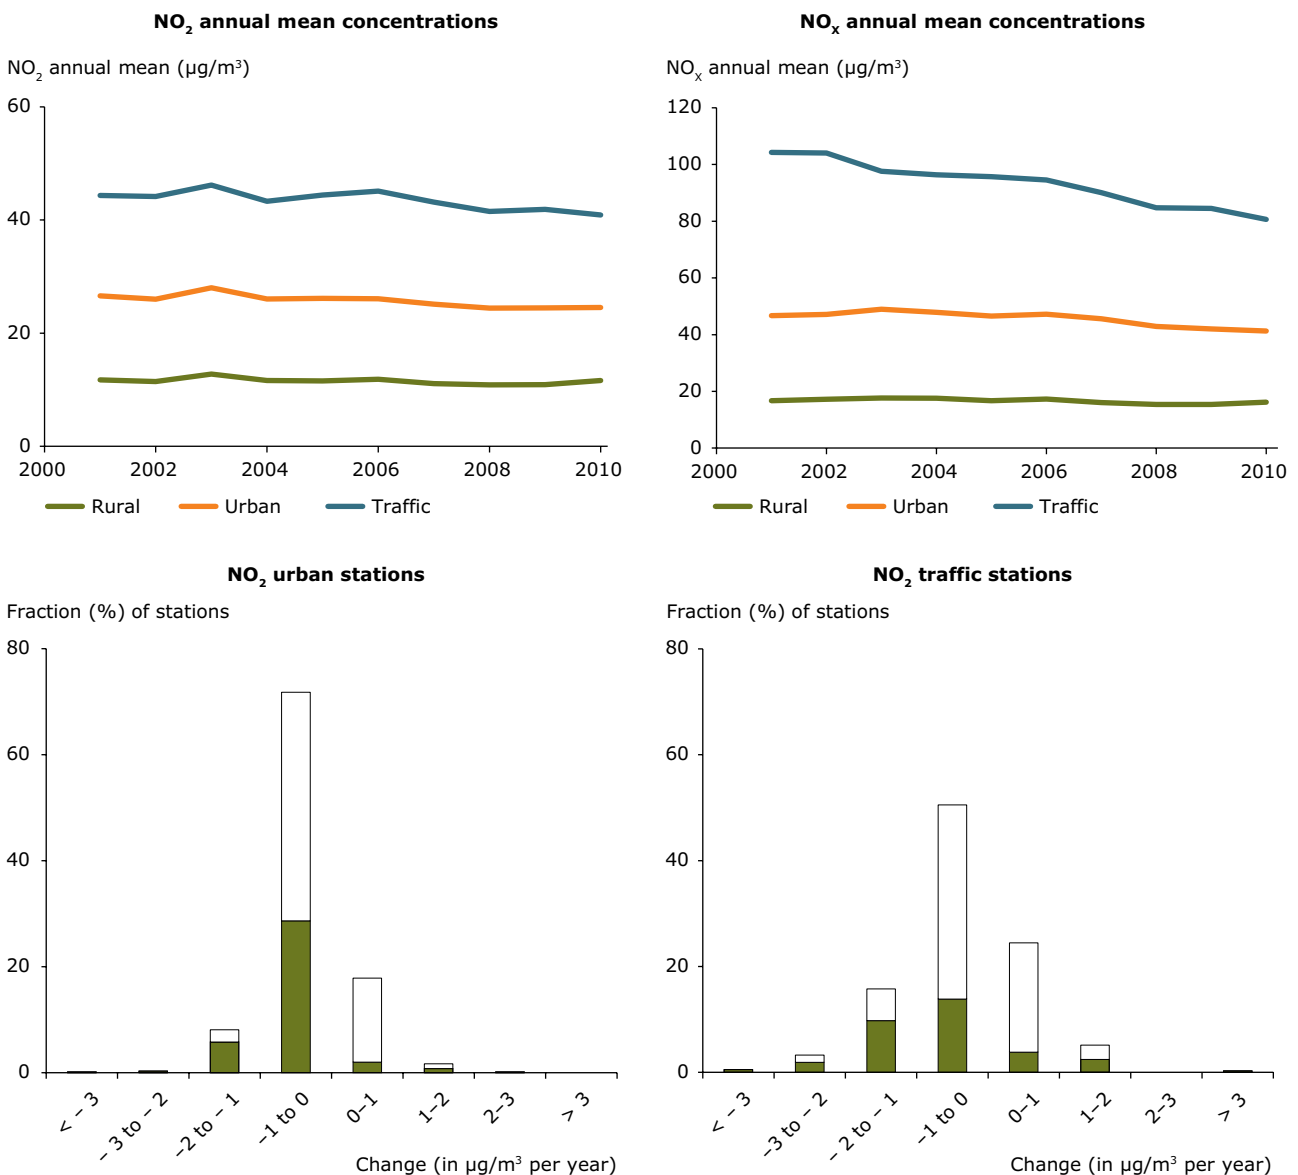 NO₂ annual mean concentrations
NO₂ annual mean (µg/m³)
60
40
20
0
2000 2002 2004 2006 2008 2010
Rural Urban Traffic
NOₓ annual mean concentrations
NOₓ annual mean (µg/m³)
120
100
80
60
40
20
0
2000 2002 2004 2006 2008 2010
Rural Urban Traffic
NO₂ urban stations
Fraction (%) of stations
80
60
40
20
0
< – 3 – 3 to – 2 –2 to – 1 –1 to 0 0–1 1–2 2–3 > 3
Change (in µg/m³ per year)
NO₂ traffic stations
Fraction (%) of stations
80
60
40
20
0
< – 3 – 3 to – 2 – 2 to – 1 –1 to 0 0–1 1–2 2–3 > 3
Change (in µg/m³ per year)